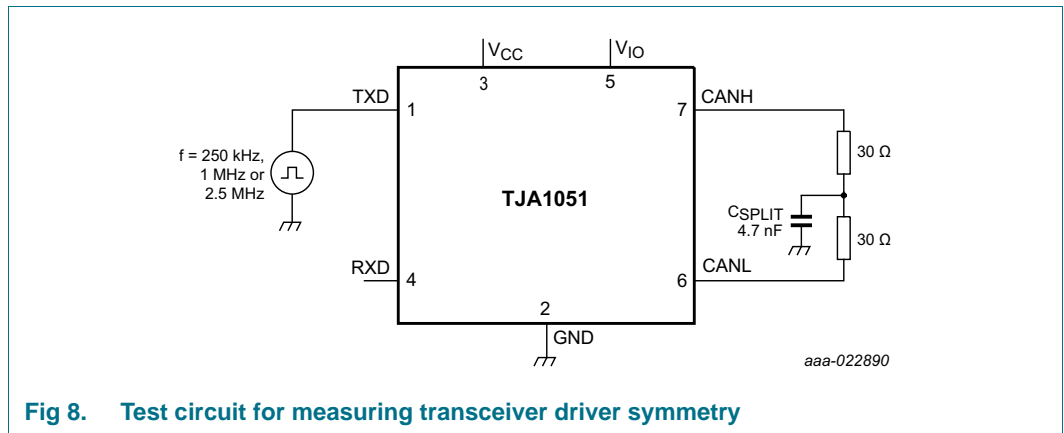 VCC
VIO
3
5
TXD
1
7
CANH
f = 250 kHz,
1 MHz or
2.5 MHz
30 Ω
TJA1051
CSPLIT
4.7 nF
30 Ω
RXD
4
6
CANL
2
GND
aaa-022890
Fig 8. Test circuit for measuring transceiver driver symmetry